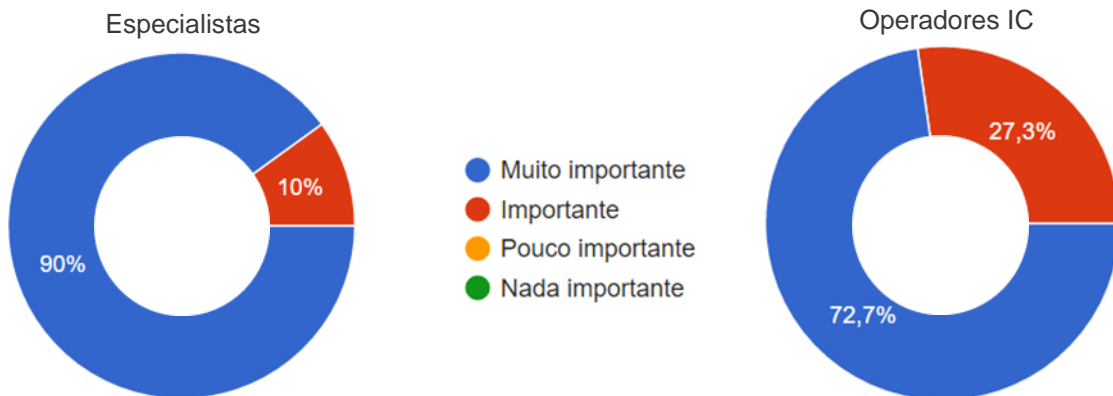 Especialistas
10%
90%
Muito importante
Importante
Pouco importante
Nada importante
Operadores IC
27,3%
72,7%